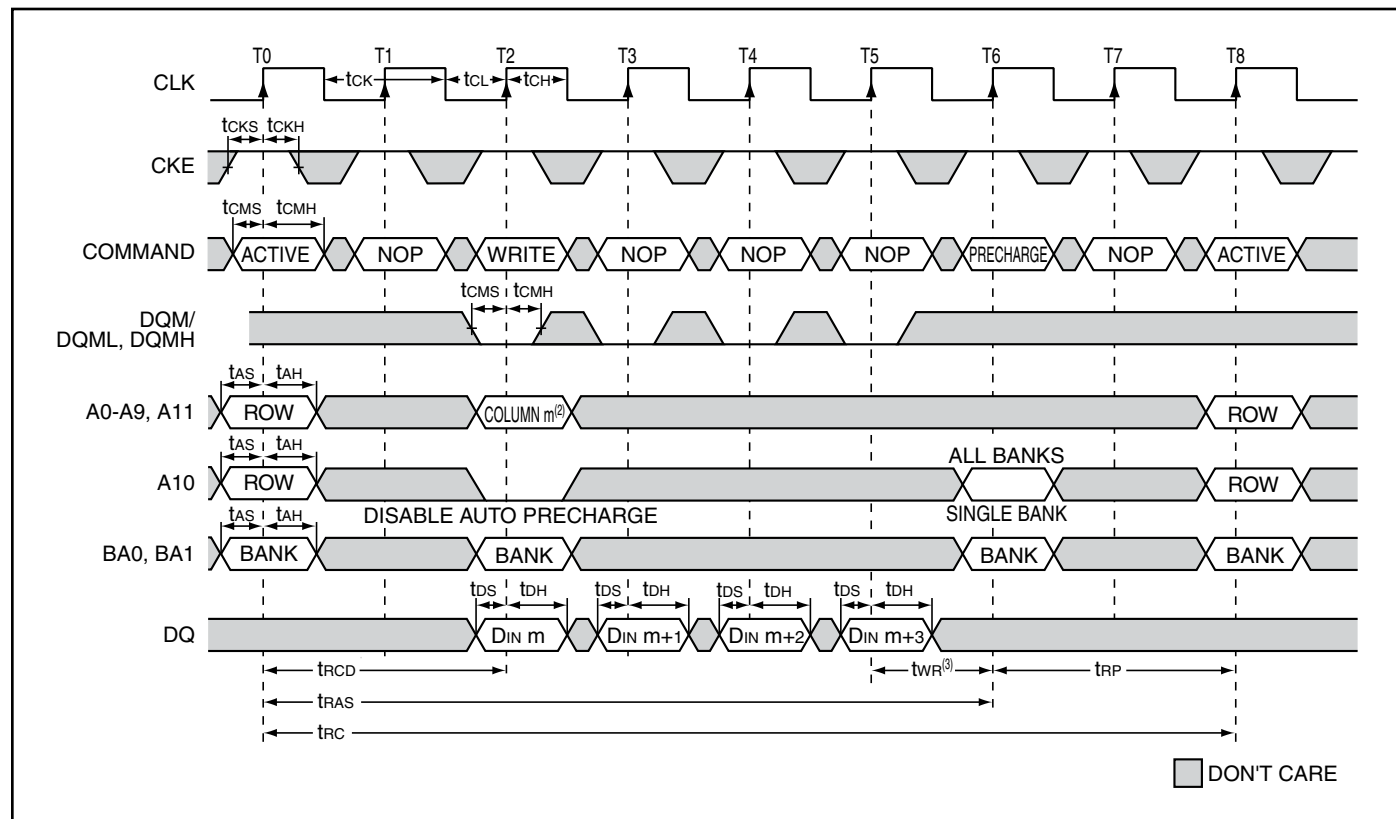 T0 T1 T2 T3 T4 T5 T6 T7 T8
CLK
tCK tCL tCH
tCKS tCKH
CKE
tCMS tCMH
COMMAND ACTIVE NOP WRITE NOP NOP NOP PRECHARGE NOP ACTIVE
tCMS tCMH
DQM/
DQML, DQMH
tAS tAH
A0-A9, A11 ROW COLUMN m(2) ROW
tAS tAH
ALL BANKS
A10 ROW ROW
DISABLE AUTO PRECHARGE SINGLE BANK
tAS tAH
BA0, BA1 BANK BANK BANK BANK
tDS tDH tDS tDH tDS tDH tDS tDH
DQ DIN m DIN m+1 DIN m+2 DIN m+3
tRCD tWR(3) tRP
tRAS
tRC
DON'T CARE